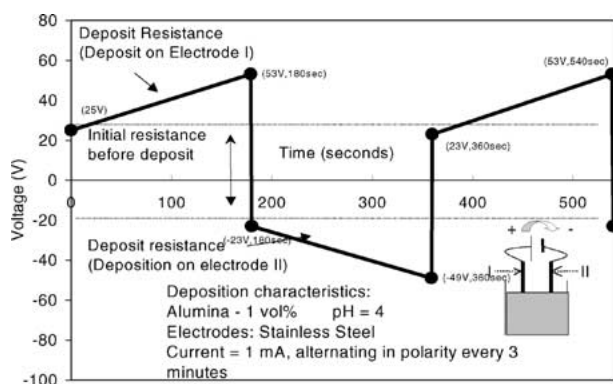 Deposit Resistance
(Deposit on Electrode I)
(53V,180sec)
(53V,540sec)
(25V)
Initial resistance
before deposit
(23V,360sec)
Time (seconds)
Voltage (V)
80
60
40
20
0
-20
-40
-60
-80
-100
0 100 200 300 400 500
(-23V,180sec)
Deposit resistance
(Deposition on electrode II)
(-49V,360sec)
+ -
I II
Deposition characteristics:
Alumina - 1 vol% pH = 4
Electrodes: Stainless Steel
Current = 1 mA, alternating in polarity every 3
minutes